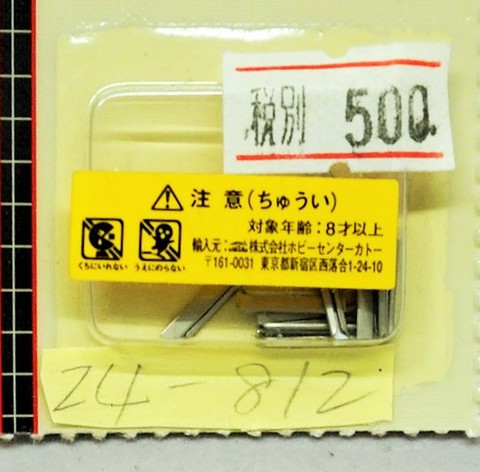 税別 500
注意(ちゅうい)
対象年齢:8才以上
くちにいれない うえにのらない
輸入元: 株式会社ホビーセンターカトー
〒161-0031 東京都新宿区西落合1-24-10
24-812